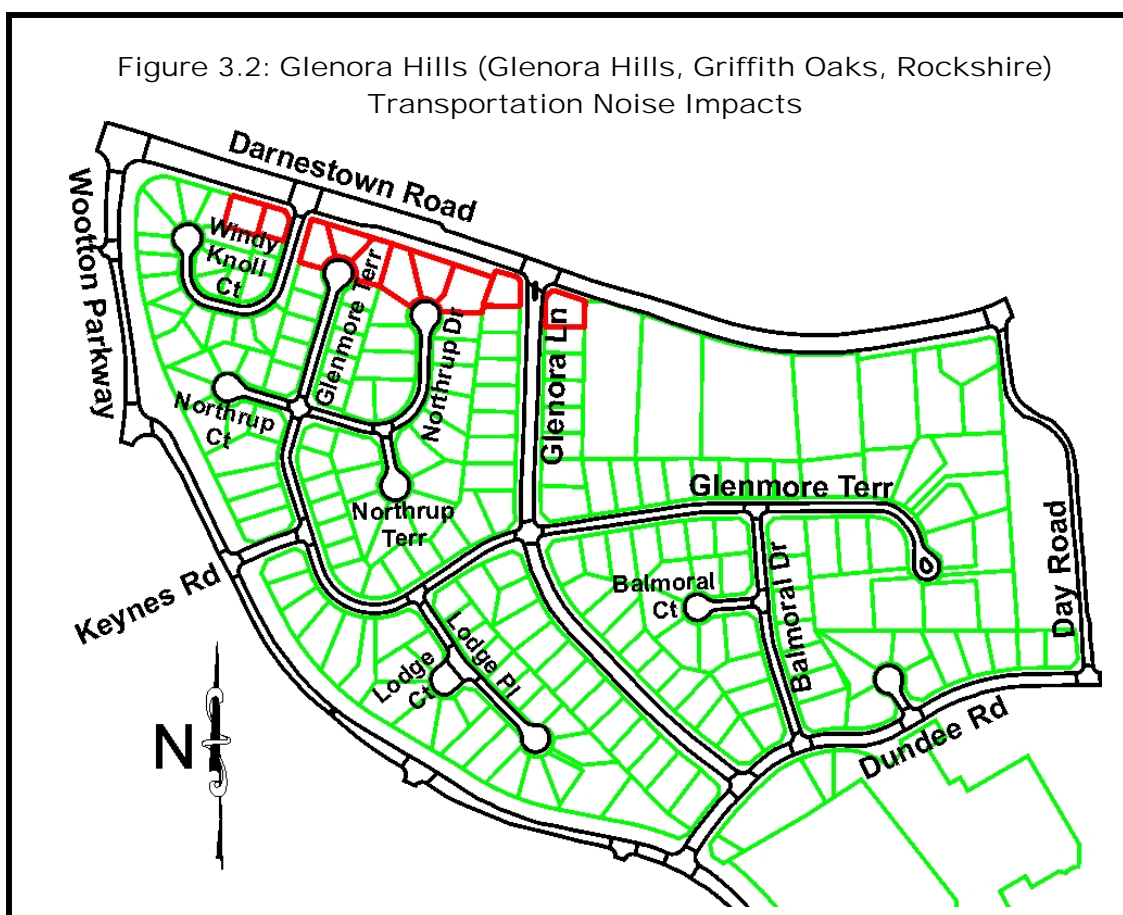 Figure 3.2: Glenora Hills (Glenora Hills, Griffith Oaks, Rockshire)
Transportation Noise Impacts
Darnestown Road
Wootton Parkway
Windy
Knoll
Ct
Glenmore Terr
Northrup Dr
Glenora Ln
Northrup
Ct
Northrup
Terr
Glenmore Terr
Keynes Rd
Balmoral
Ct
Balmoral Dr
Day Road
Lodge Pl
Lodge
Ct
Dundee Rd
N